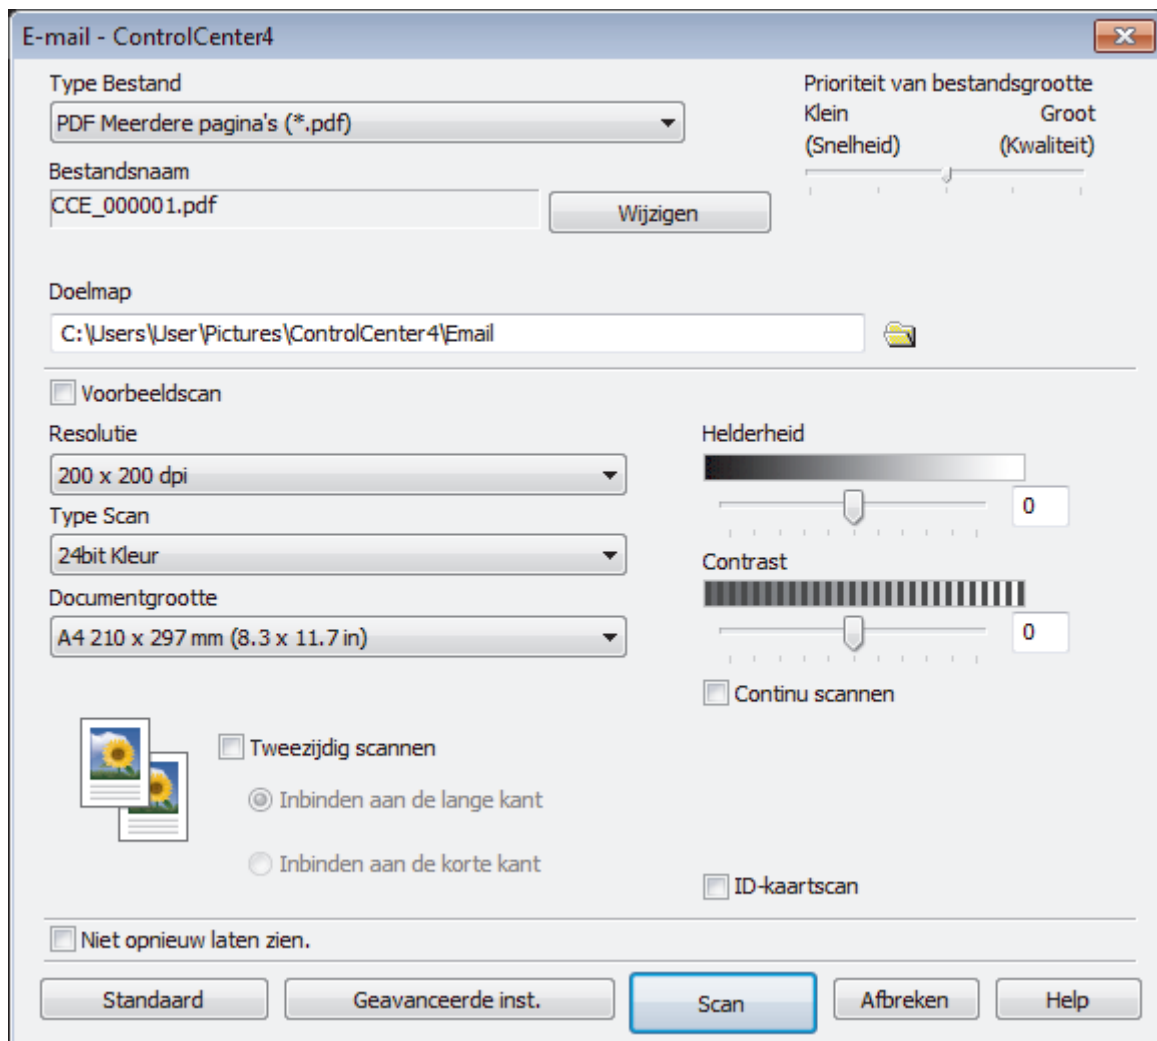 E-mail - ControlCenter4
Type Bestand
PDF Meerdere pagina's (*.pdf)
Prioriteit van bestandsgrootte
Klein Groot
(Snelheid) (Kwaliteit)
Bestandsnaam
CCE_000001.pdf
Wijzigen
Doelmap
C:\Users\User\Pictures\ControlCenter4\Email
Voorbeeldscan
Resolutie
200 x 200 dpi
Type Scan
24bit Kleur
Documentgrootte
A4 210 x 297 mm (8.3 x 11.7 in)
Helderheid
0
Contrast
0
Continu scannen
Tweezijdig scannen
Inbinden aan de lange kant
Inbinden aan de korte kant
ID-kaartscan
Niet opnieuw laten zien.
Standaard
Geavanceerde inst.
Scan
Afbreken
Help